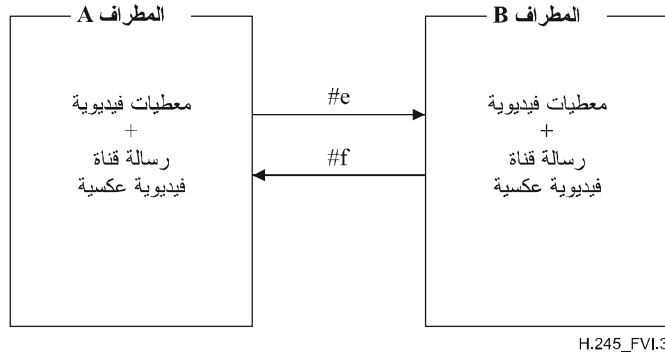 المطراف A
معطيات فيديوية
+
رسالة قناة
فيديوية عكسية
#e
#f
المطراف B
معطيات فيديوية
+
رسالة قناة
فيديوية عكسية
H.245_FVI.3